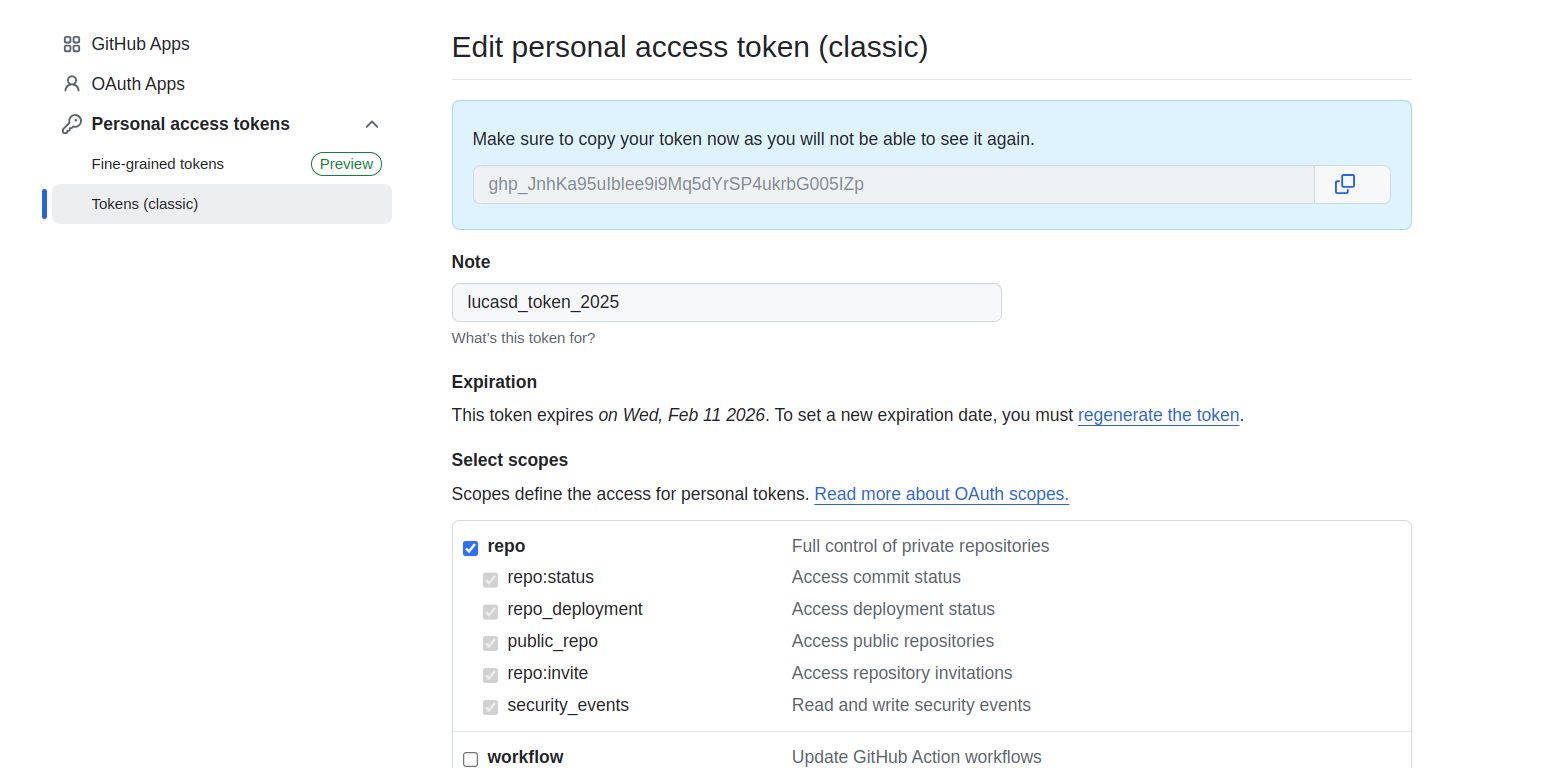 GitHub Apps
OAuth Apps
Personal access tokens
Fine-grained tokens Preview
Tokens (classic)
Edit personal access token (classic)
Make sure to copy your token now as you will not be able to see it again.
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
Note
lucasd_token_2025
What's this token for?
Expiration
This token expires on Wed, Feb 11 2026. To set a new expiration date, you must regenerate the token.
Select scopes
Scopes define the access for personal tokens. Read more about OAuth scopes.
repo Full control of private repositories
repo:status Access commit status
repo_deployment Access deployment status
public_repo Access public repositories
repo:invite Access repository invitations
security_events Read and write security events
workflow Update GitHub Action workflows